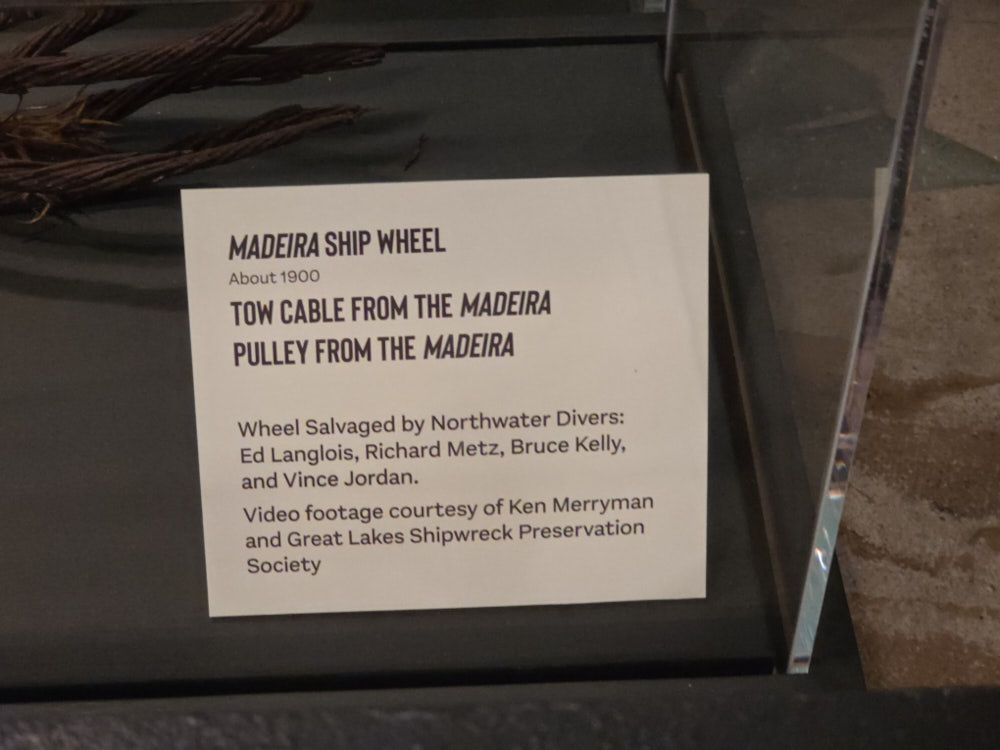 MADEIRA SHIP WHEEL
About 1900
TOW CABLE FROM THE MADEIRA
PULLEY FROM THE MADEIRA
Wheel Salvaged by Northwater Divers:
Ed Langlois, Richard Metz, Bruce Kelly,
and Vince Jordan.
Video footage courtesy of Ken Merryman
and Great Lakes Shipwreck Preservation
Society